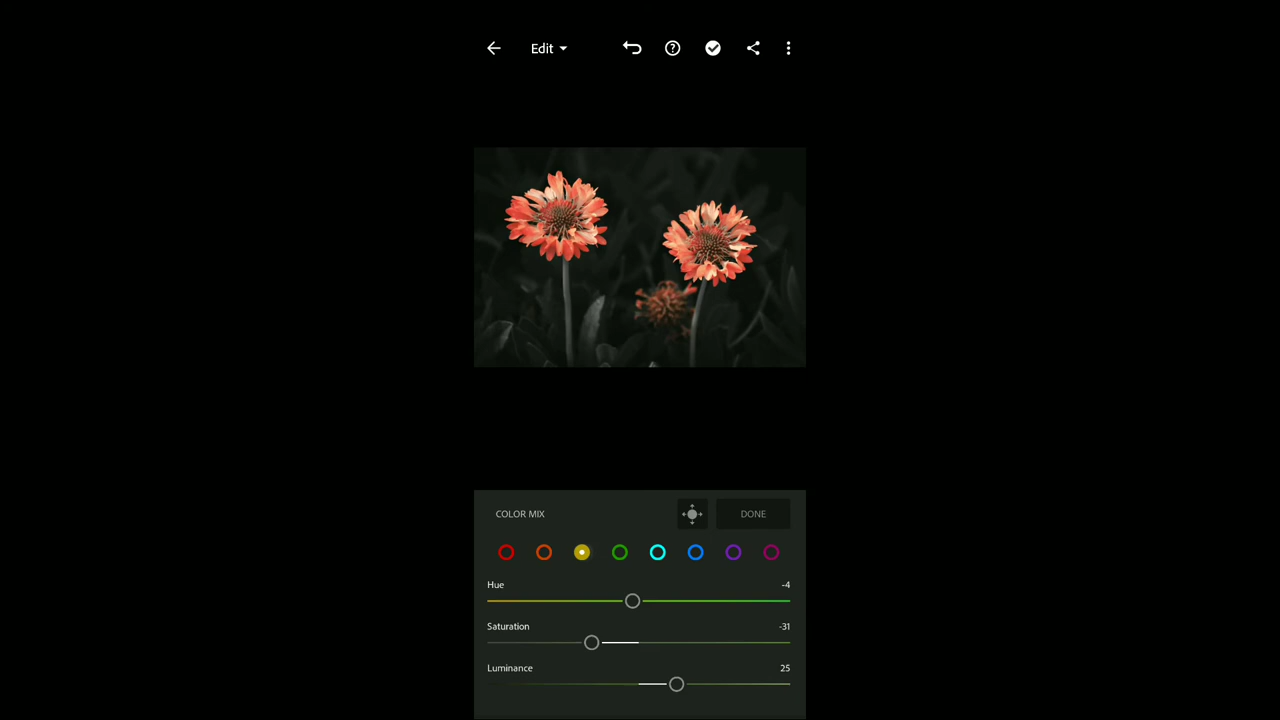 Edit
COLOR MIX
DONE
Hue -4
Saturation -31
Luminance 25